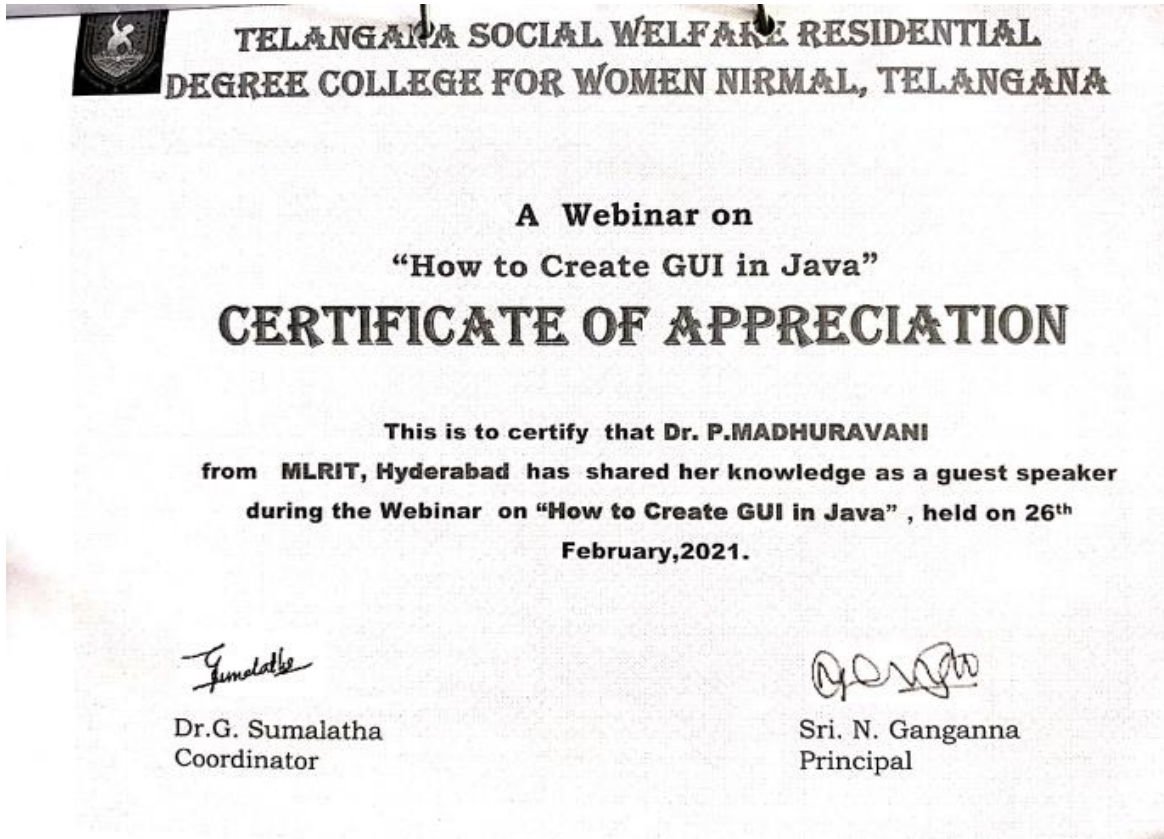 TELANGANA SOCIAL WELFARE RESIDENTIAL
DEGREE COLLEGE FOR WOMEN NIRMAL, TELANGANA
A Webinar on
“How to Create GUI in Java”
CERTIFICATE OF APPRECIATION
This is to certify that Dr. P.MADHURAVANI
from MLRIT, Hyderabad has shared her knowledge as a guest speaker
during the Webinar on “How to Create GUI in Java” , held on 26th
February,2021.
Dr.G. Sumalatha
Coordinator
Sri. N. Ganganna
Principal